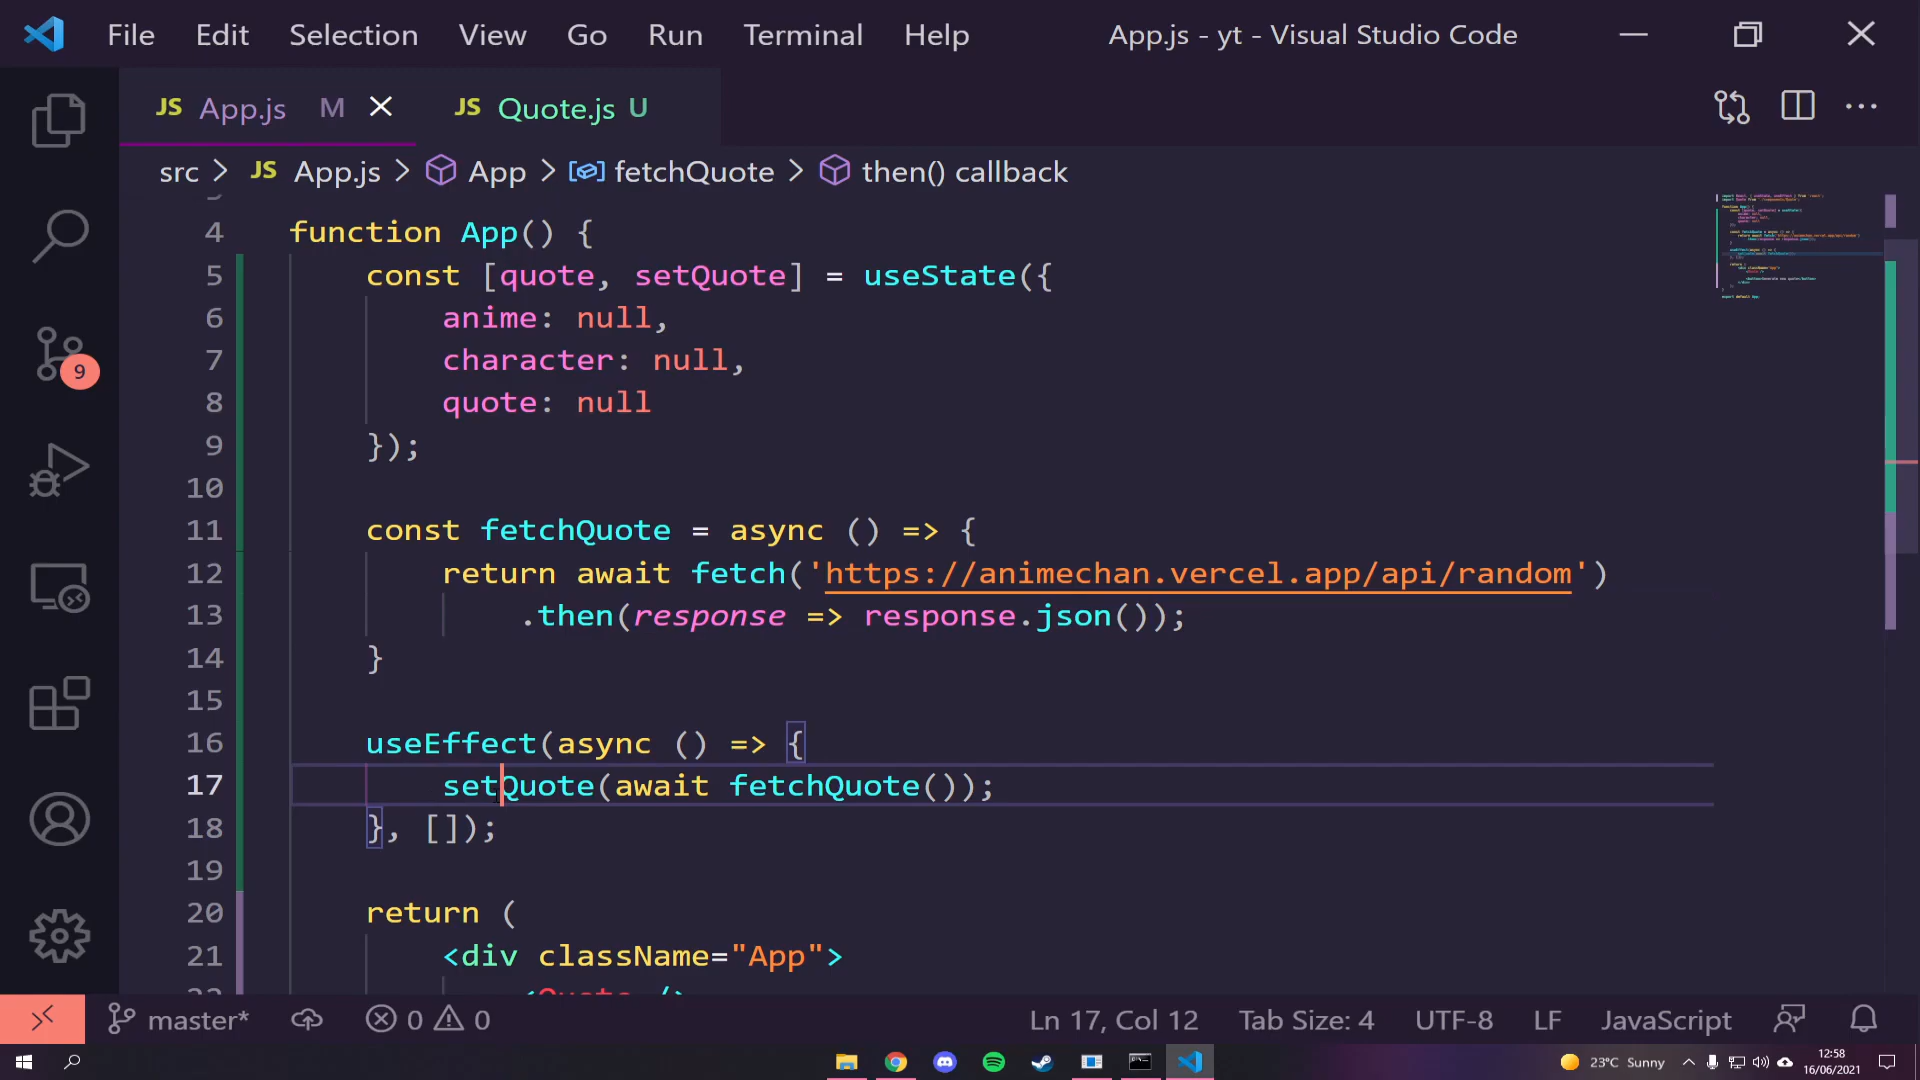 File Edit Selection View Go Run Terminal Help App.js - yt - Visual Studio Code
JS App.js M JS Quote.js U
src > JS App.js > App > fetchQuote > then() callback
4 function App() {
5 const [quote, setQuote] = useState({
6 anime: null,
7 character: null,
8 quote: null
9 });
10
11 const fetchQuote = async () => {
12 return await fetch('https://animechan.vercel.app/api/random')
13 .then(response => response.json());
14 }
15
16 useEffect(async () => {
17 setQuote(await fetchQuote());
18 }, []);
19
20 return (
21 <div className="App">
<Quote />
9
master* 0 0 Ln 17, Col 12 Tab Size: 4 UTF-8 LF JavaScript
23°C Sunny 12:58
16/06/2021